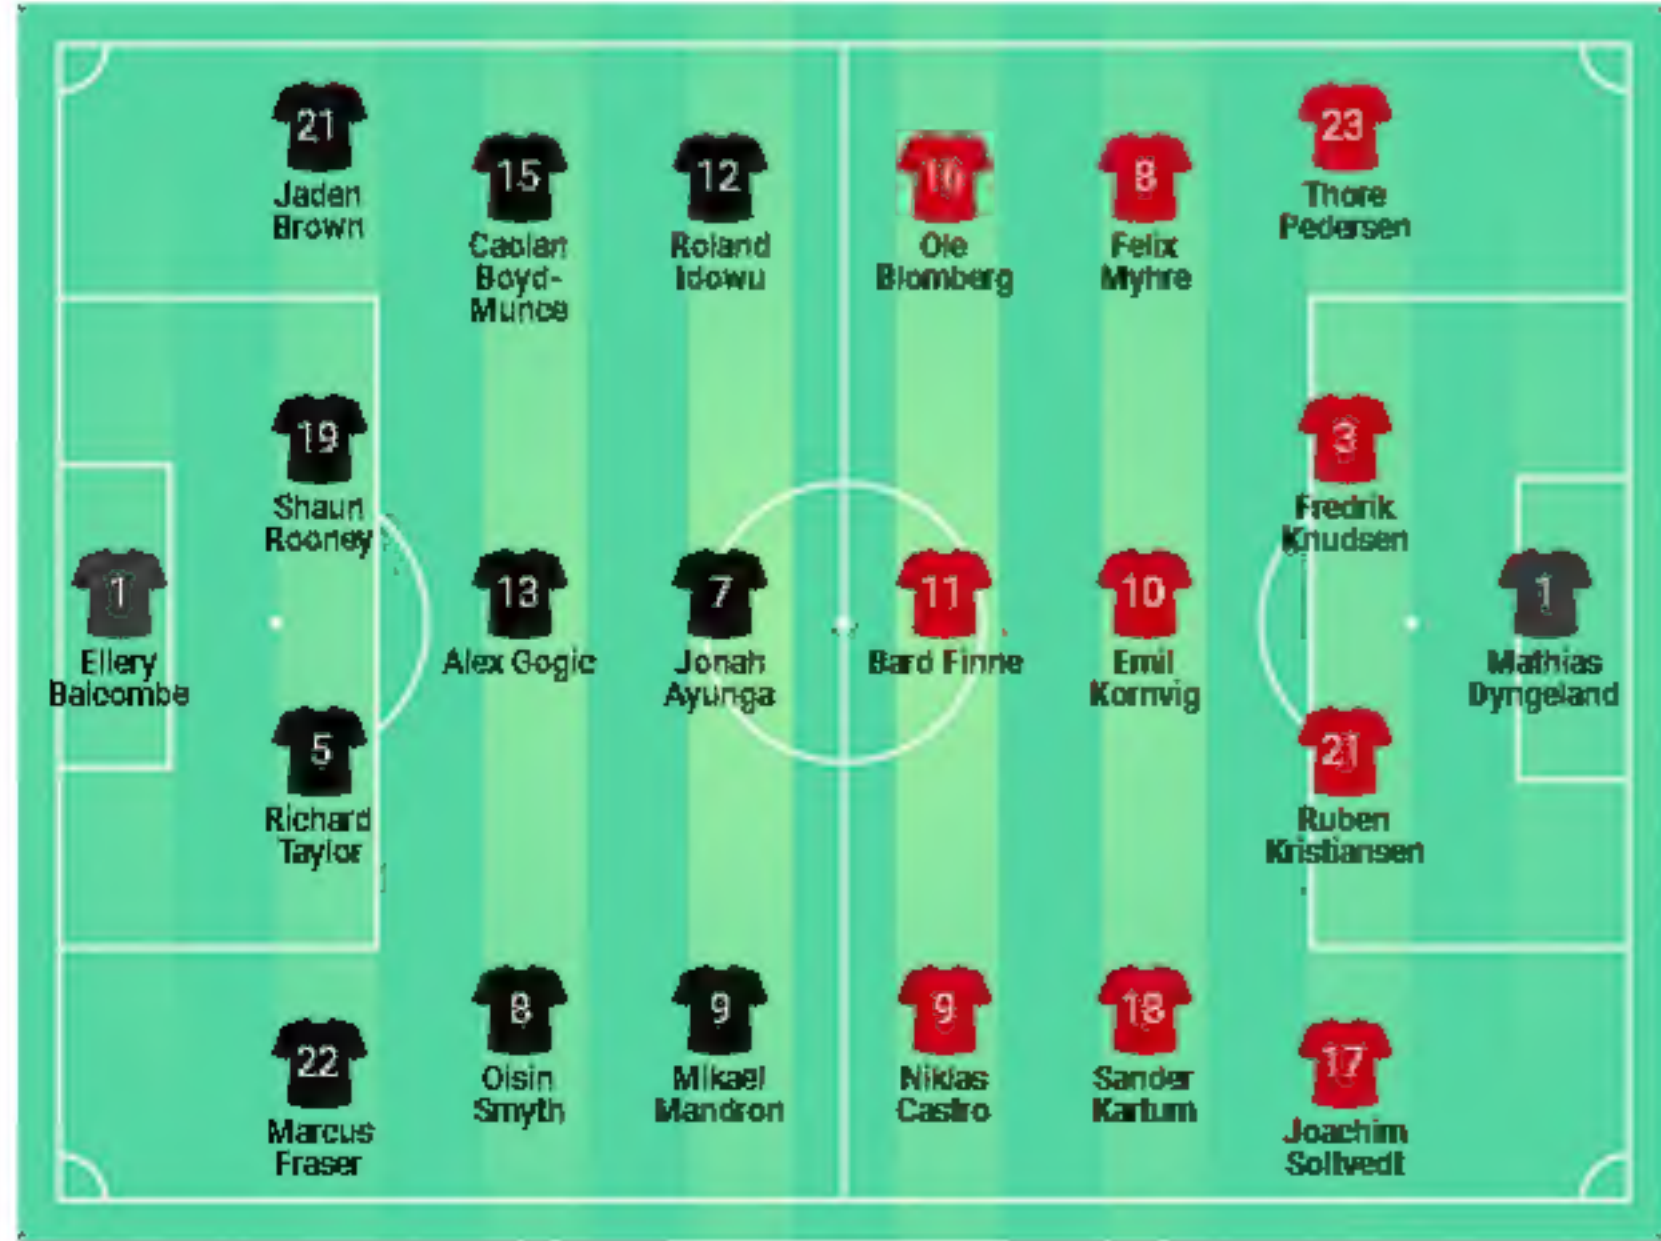 21
Jaden
Brown
15
Caolan
Boyd-
Munce
12
Roland
Idowu
16
Ole
Blomberg
8
Felix
Myhre
23
Thore
Pedersen
19
Shaun
Rooney
3
Fredrik
Knudsen
1
Ellery
Balcombe
13
Alex Gogic
7
Jonah
Ayunga
11
Bard Finne
10
Emil
Kornvig
1
Mathias
Dyngeland
5
Richard
Taylor
21
Ruben
Kristiansen
22
Marcus
Fraser
8
Oisin
Smyth
9
Mikael
Mandron
9
Niklas
Castro
18
Sander
Kartum
17
Joachim
Soltvedt